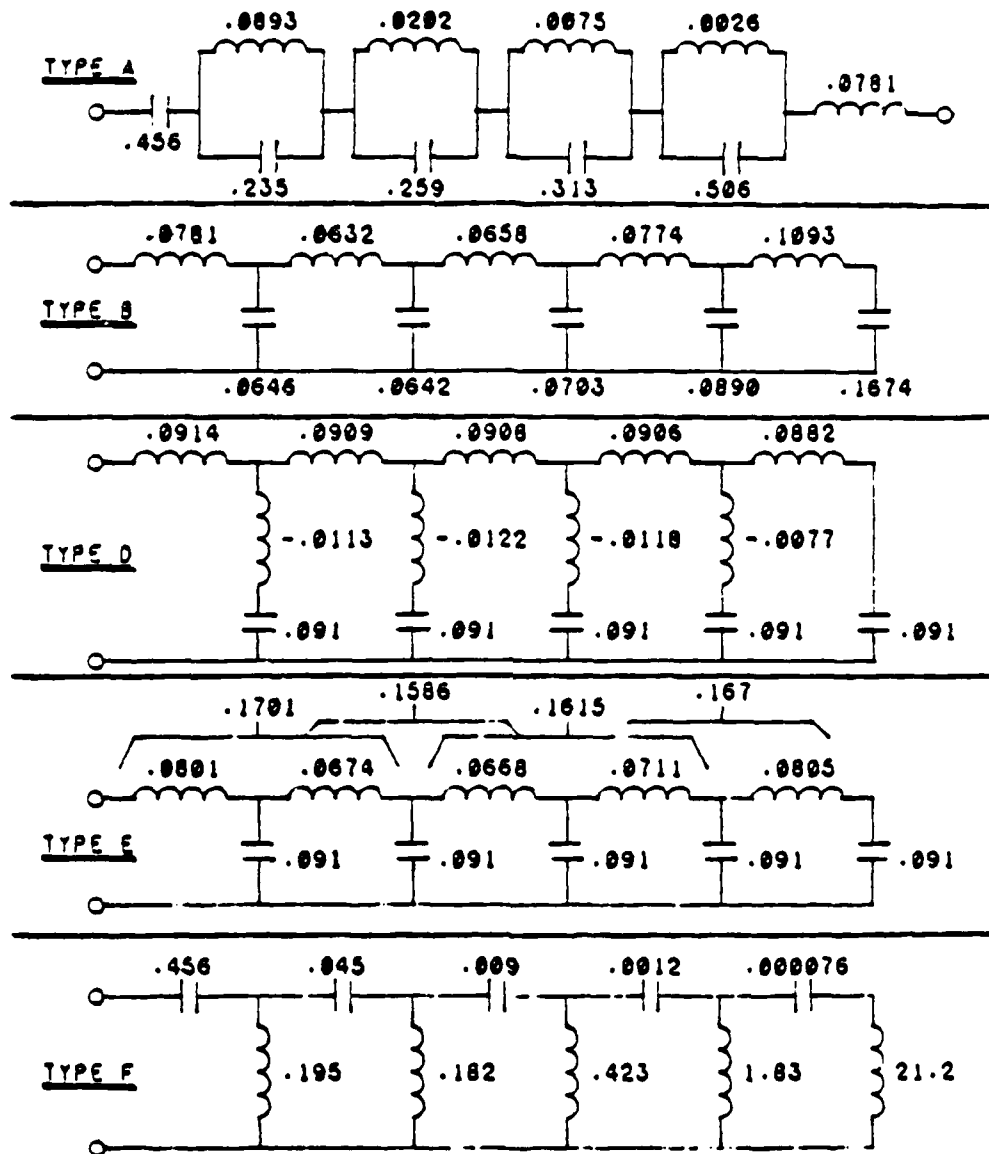 .0893 .0202 .0675 .0026
TYPE A
.0781
.456
.235 .259 .313 .506
.0781 .0632 .0658 .0774 .1093
TYPE B
.0646 .0642 .0703 .0890 .1674
.0914 .0909 .0908 .0906 .0882
-.0113 -.0122 -.0118 -.0077
TYPE D
.091 .091 .091 .091 .091
.1586 .167
.1701 .1615
.0801 .0674 .0668 .0711 .0805
TYPE E
.091 .091 .091 .091 .091
.456 .045 .009 .0012 .000076
TYPE F
.195 .182 .423 1.83 21.2